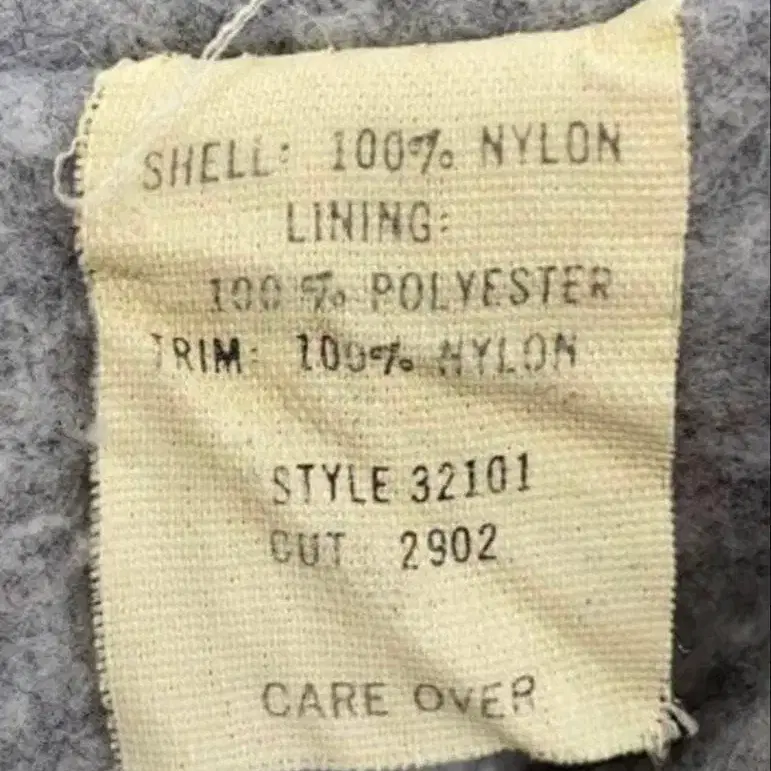 SHELL: 100% NYLON
LINING:
100% POLYESTER
TRIM: 100% NYLON
STYLE 32101
CUT: 2902
CARE OVER